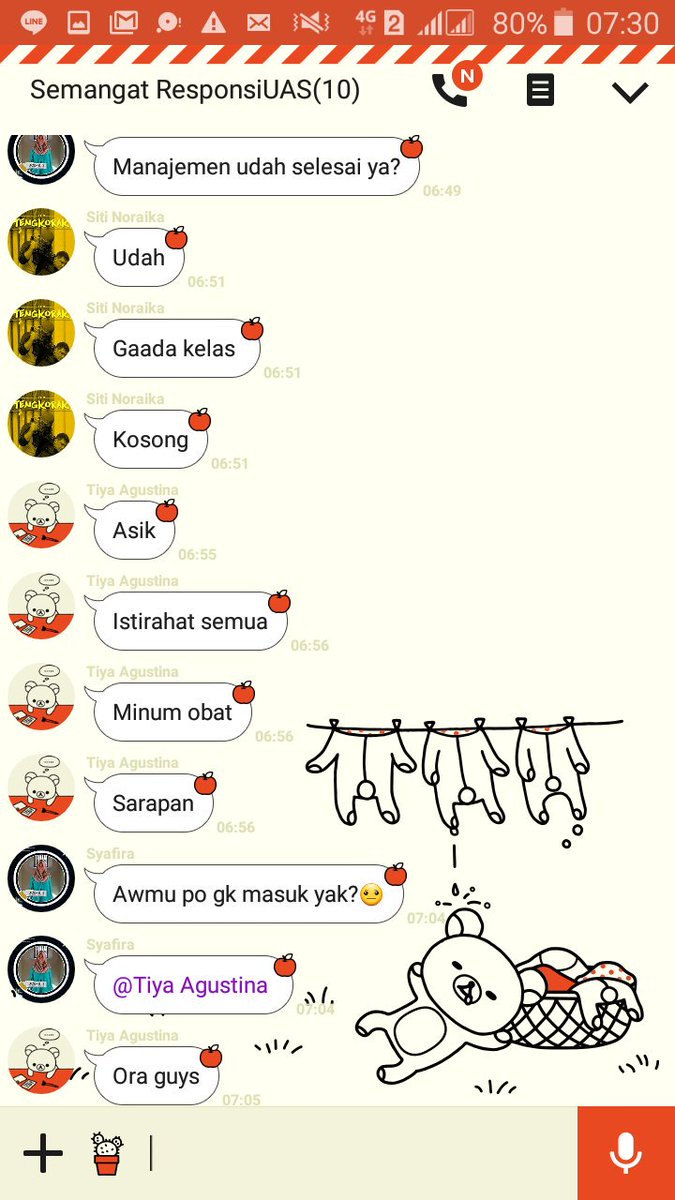 LINE
4G
2
80%
07:30
Semangat ResponsiUAS(10)
N
Manajemen udah selesai ya?
06:49
Siti Noraika
TENGKORAK
Udah
06:51
Siti Noraika
TENGKORAK
Gaada kelas
06:51
Siti Noraika
TENGKORAK
Kosong
06:51
Tiya Agustina
Asik
06:55
Tiya Agustina
Istirahat semua
06:56
Tiya Agustina
Minum obat
06:56
Tiya Agustina
Sarapan
06:56
Syafira
Awmu po gk masuk yak?😐
07:04
Syafira
@Tiya Agustina
07:04
Tiya Agustina
Ora guys
07:05